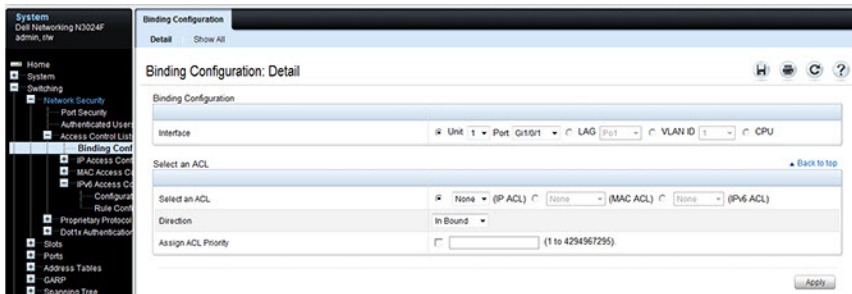 System
Dell Networking N3024F
admin, r/w
Home
System
Switching
Network Security
Port Security
Authenticated User
Access Control List
Binding Conf
IP Access Cont
MAC Access Co
IPv6 Access Co
Configurat
Rule Conf
Proprietary Protocol
Dot1x Authentication
Slots
Ports
Address Tables
GARP
Spanning Tree
Binding Configuration
Detail Show All
Binding Configuration: Detail
Binding Configuration
Interface Unit 1 Port Gi1/0/1 LAG Po1 VLAN ID 1 CPU
Select an ACL Back to top
Select an ACL None (IP ACL) None (MAC ACL) None (IPv6 ACL)
Direction In Bound
Assign ACL Priority (1 to 4294967295)
Apply